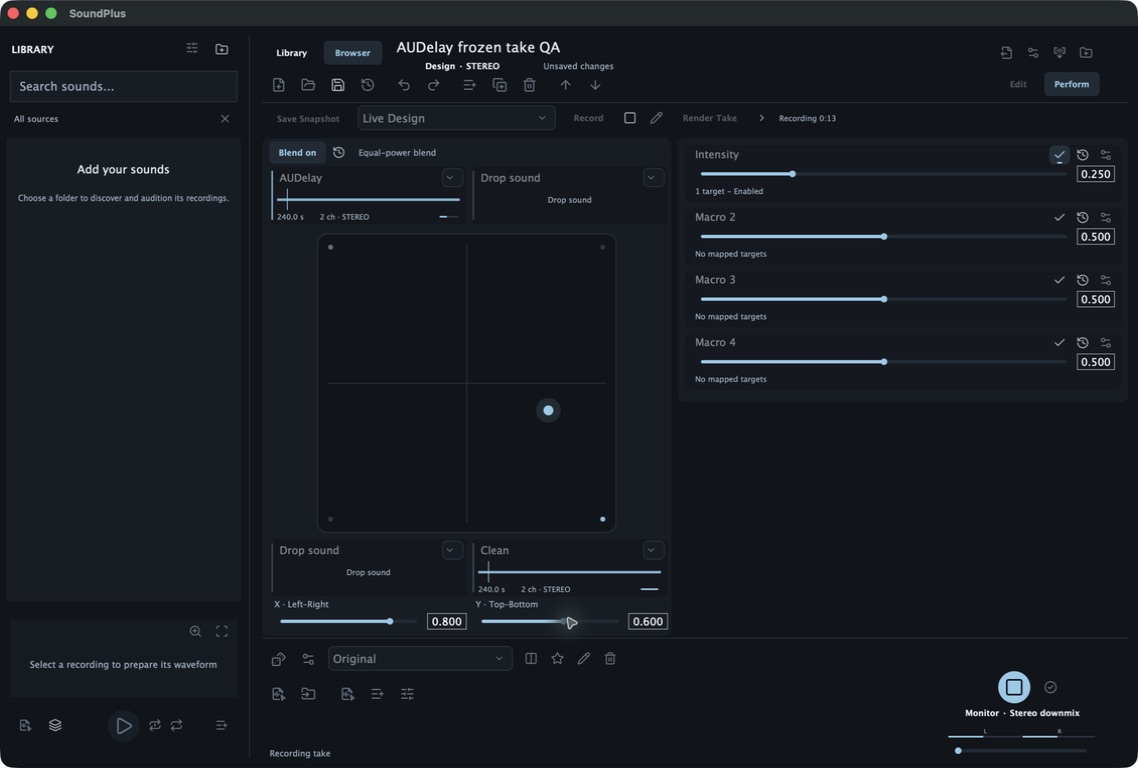 SoundPlus
LIBRARY
Search sounds...
All sources
Add your sounds
Choose a folder to discover and audition its recordings.
Select a recording to prepare its waveform
Library
Browser
AUDelay frozen take QA
Design · STEREO
Unsaved changes
Edit
Perform
Save Snapshot
Live Design
Record
Render Take
Recording 0:13
Blend on
Equal-power blend
AUDelay
240.0 s
2 ch · STEREO
Drop sound
Drop sound
Drop sound
Drop sound
Clean
240.0 s
2 ch · STEREO
X · Left-Right
0.800
Y · Top-Bottom
0.600
Intensity
0.250
1 target – Enabled
Macro 2
0.500
No mapped targets
Macro 3
0.500
No mapped targets
Macro 4
0.500
No mapped targets
Original
Monitor · Stereo downmix
L
R
Recording take